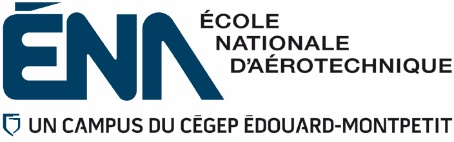 ÉNA
ÉCOLE
NATIONALE
D'AÉROTECHNIQUE
UN CAMPUS DU CÉGEP ÉDOUARD-MONTPETIT